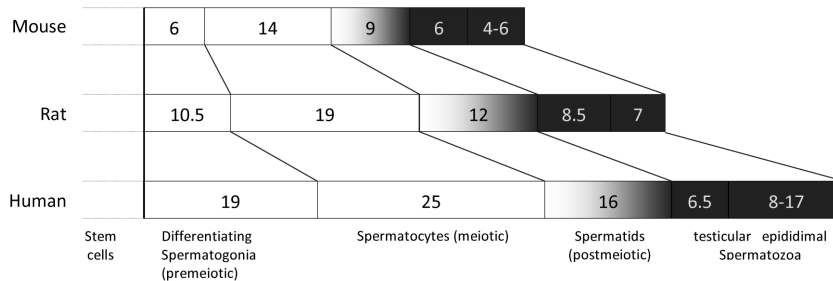 Mouse 6 14 9 6 4-6
Rat 10.5 19 12 8.5 7
Human 19 25 16 6.5 8-17
Stem
cells
Differentiating
Spermatogonia
(premeiotic)
Spermatocytes (meiotic)
Spermatids
(postmeiotic)
testicular epididimal
Spermatozoa